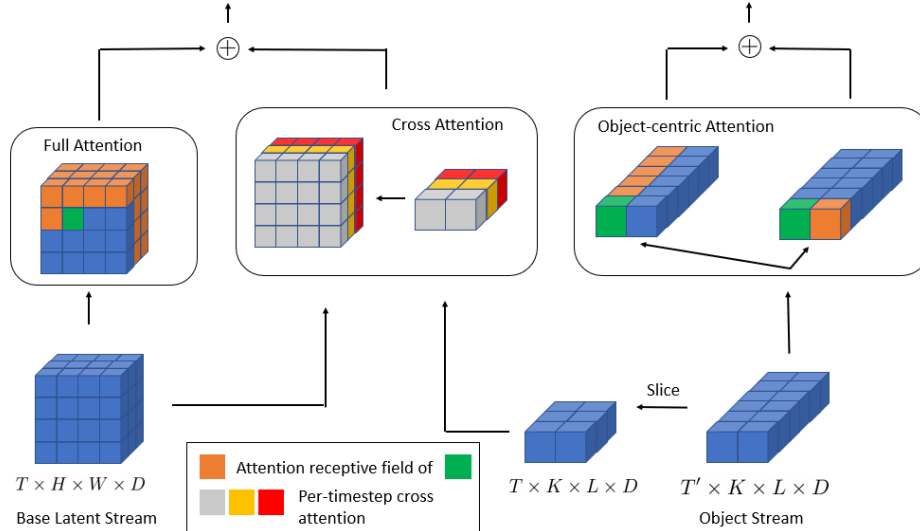 Full Attention
Cross Attention
Object-centric Attention
Slice
T × H × W × D
Base Latent Stream
Attention receptive field of
Per-timestep cross
attention
T × K × L × D
T′ × K × L × D
Object Stream